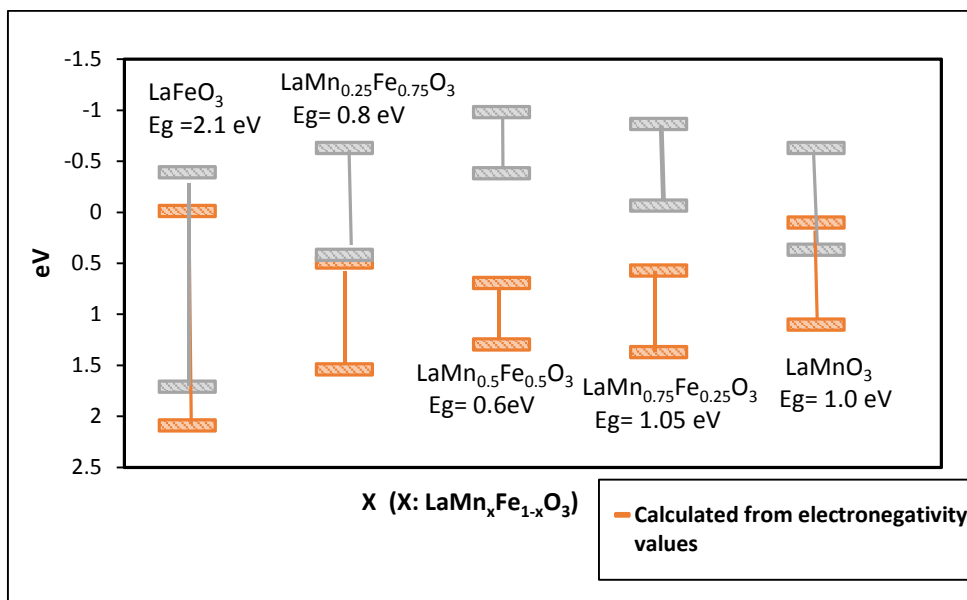 -1.5
-1
-0.5
0
0.5
1
1.5
2
2.5
eV
LaFeO₃
Eg =2.1 eV
LaMn₀.₂₅Fe₀.₇₅O₃
Eg= 0.8 eV
LaMn₀.₅Fe₀.₅O₃
Eg= 0.6eV
LaMn₀.₇₅Fe₀.₂₅O₃
Eg= 1.05 eV
LaMnO₃
Eg= 1.0 eV
X (X: LaMnₓFe₁₋ₓO₃)
Calculated from electronegativity
values